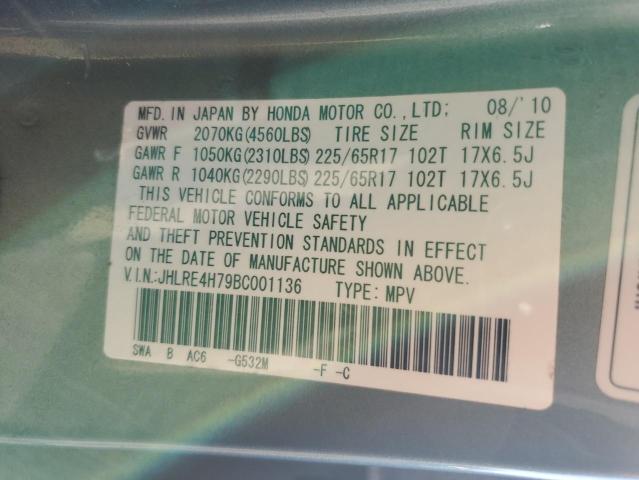 MFD. IN JAPAN BY HONDA MOTOR CO., LTD: 08/'10
GVWR 2070KG(4560LBS) TIRE SIZE RIM SIZE
GAWR F 1050KG(2310LBS) 225/65R17 102T 17X6.5J
GAWR R 1040KG(2290LBS) 225/65R17 102T 17X6.5J
THIS VEHICLE CONFORMS TO ALL APPLICABLE
FEDERAL MOTOR VEHICLE SAFETY
AND THEFT PREVENTION STANDARDS IN EFFECT
ON THE DATE OF MANUFACTURE SHOWN ABOVE.
V.I.N.:JHLRE4H79BC001136 TYPE: MPV
SWA B AC6 -G532M -F -C